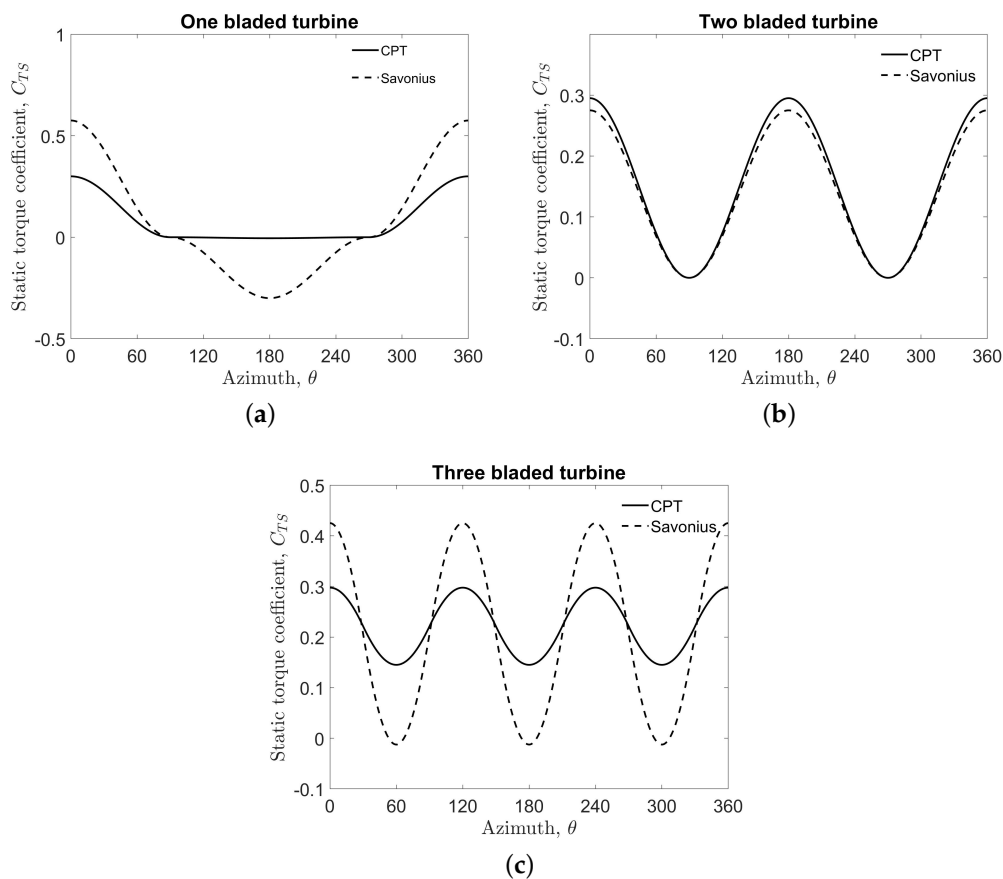 One bladed turbine
Static torque coefficient, C_TS
1
0.5
0
-0.5
CPT
Savonius
0 60 120 180 240 300 360
Azimuth, θ
(a)
Two bladed turbine
Static torque coefficient, C_TS
0.3
0.2
0.1
0
-0.1
CPT
Savonius
0 60 120 180 240 300 360
Azimuth, θ
(b)
Three bladed turbine
Static torque coefficient, C_TS
0.5
0.4
0.3
0.2
0.1
0
-0.1
CPT
Savonius
0 60 120 180 240 300 360
Azimuth, θ
(c)